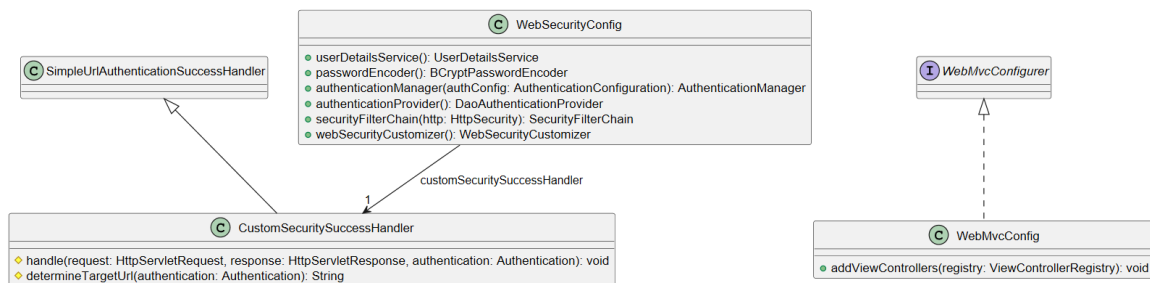 C WebSecurityConfig
userDetailsService(): UserDetailsService
passwordEncoder(): BCryptPasswordEncoder
authenticationManager(authConfig: AuthenticationConfiguration): AuthenticationManager
authenticationProvider(): DaoAuthenticationProvider
securityFilterChain(http: HttpSecurity): SecurityFilterChain
webSecurityCustomizer(): WebSecurityCustomizer
C SimpleUrlAuthenticationSuccessHandler
I WebMvcConfigurer
customSecuritySuccessHandler
1
C CustomSecuritySuccessHandler
handle(request: HttpServletRequest, response: HttpServletResponse, authentication: Authentication): void
determineTargetUrl(authentication: Authentication): String
C WebMvcConfig
addViewControllers(registry: ViewControllerRegistry): void